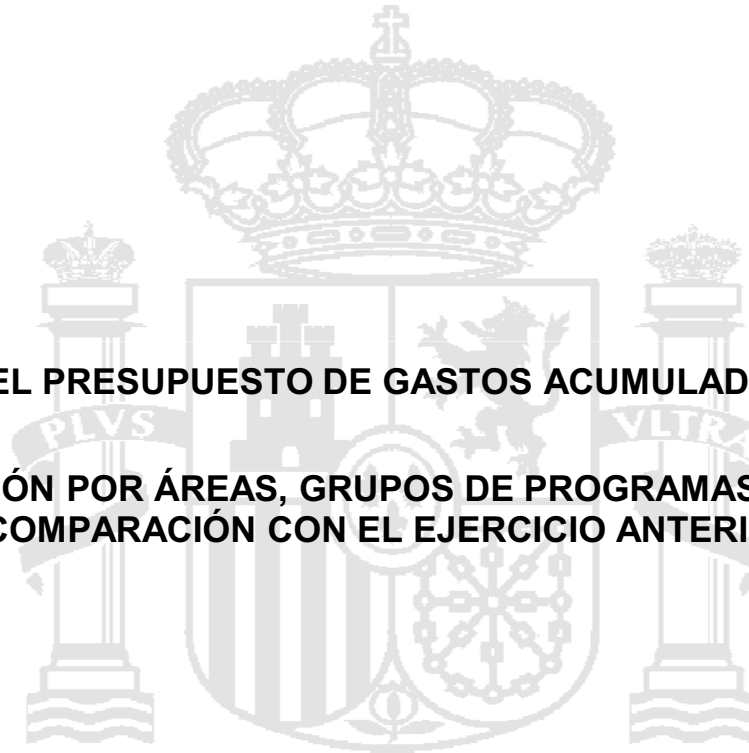 EL PRESUPUESTO DE GASTOS ACUMULAD
PLVS
VLTRA
ÓN POR ÁREAS, GRUPOS DE PROGRAMAS
COMPARACIÓN CON EL EJERCICIO ANTERI